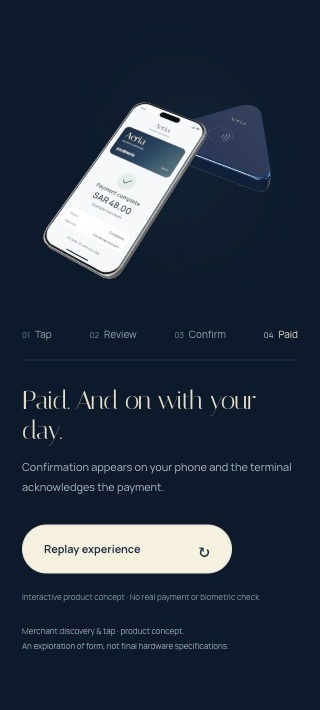 Aeria
Aeria
Payment complete
SAR 48.00
01 Tap
02 Review
03 Confirm
04 Paid
Paid. And on with your
day.
Confirmation appears on your phone and the terminal
acknowledges the payment.
Replay experience ↻
Interactive product concept · No real payment or biometric check
Merchant discovery & tap · product concept.
An exploration of form, not final hardware specifications.